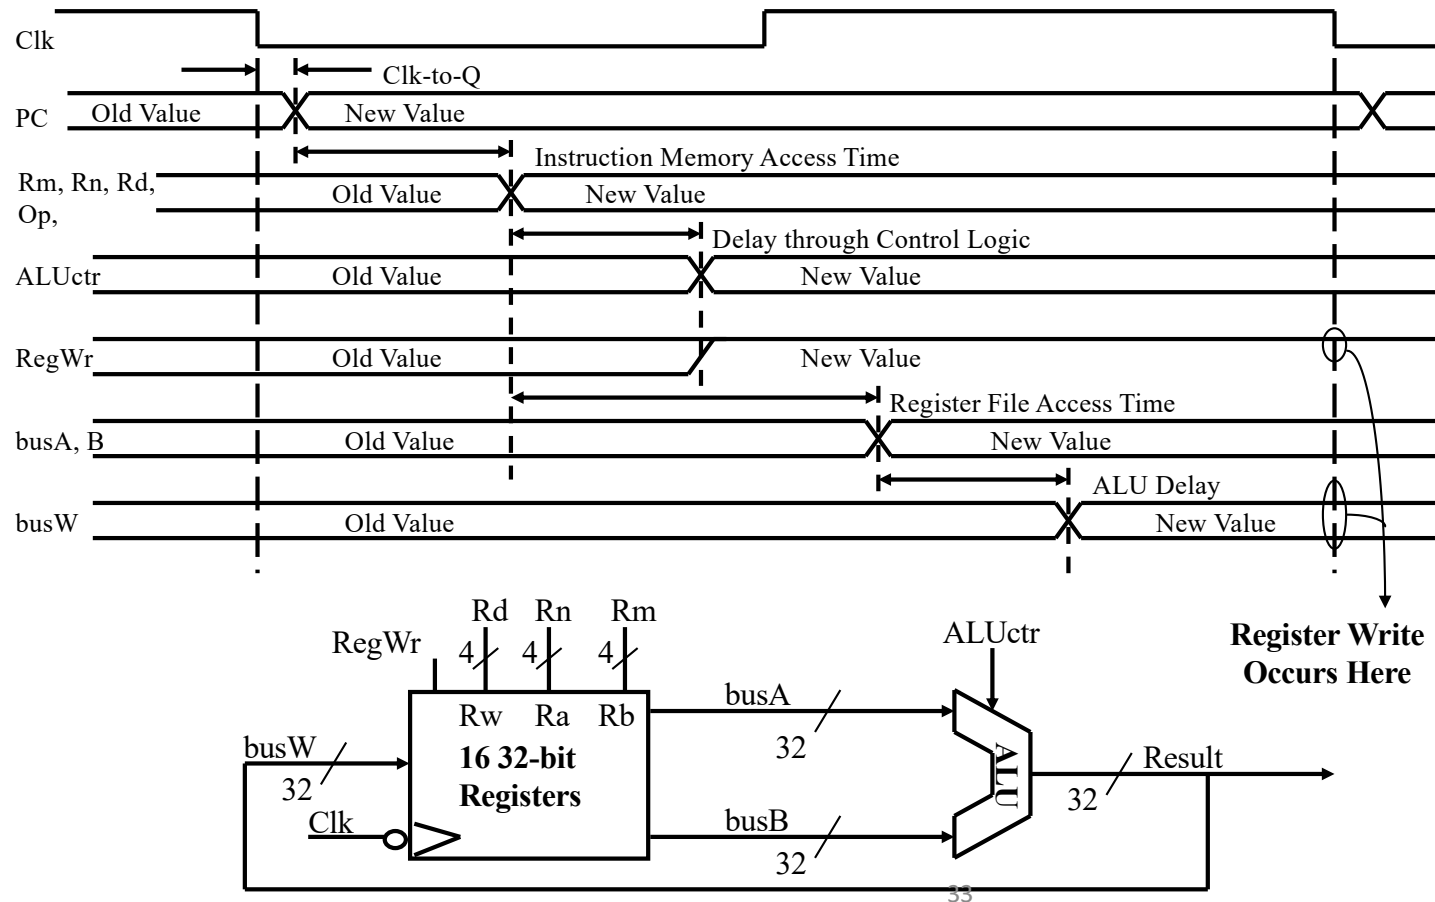 Clk
Clk-to-Q
PC
Old Value
New Value
Instruction Memory Access Time
Rm, Rn, Rd,
Op,
Old Value
New Value
Delay through Control Logic
ALUctr
Old Value
New Value
RegWr
Old Value
New Value
Register File Access Time
busA, B
Old Value
New Value
ALU Delay
busW
Old Value
New Value
Register Write
Occurs Here
Rd
Rn
Rm
RegWr
4
4
4
ALUctr
Rw
Ra
Rb
busA
32
busW
32
16 32-bit
Registers
ALU
Result
32
Clk
busB
32
33